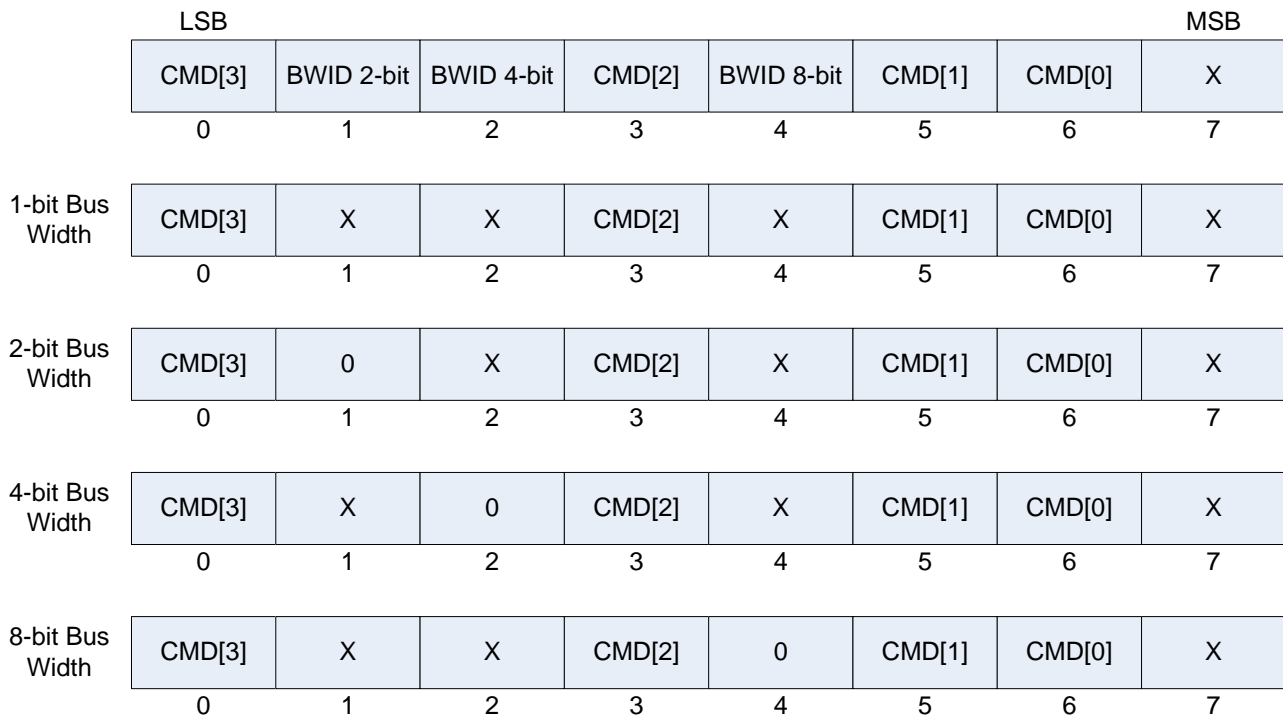 LSB MSB
CMD[3] BWID 2-bit BWID 4-bit CMD[2] BWID 8-bit CMD[1] CMD[0] X
0 1 2 3 4 5 6 7
1-bit Bus
Width
CMD[3] X X CMD[2] X CMD[1] CMD[0] X
0 1 2 3 4 5 6 7
2-bit Bus
Width
CMD[3] 0 X CMD[2] X CMD[1] CMD[0] X
0 1 2 3 4 5 6 7
4-bit Bus
Width
CMD[3] X 0 CMD[2] X CMD[1] CMD[0] X
0 1 2 3 4 5 6 7
8-bit Bus
Width
CMD[3] X X CMD[2] 0 CMD[1] CMD[0] X
0 1 2 3 4 5 6 7